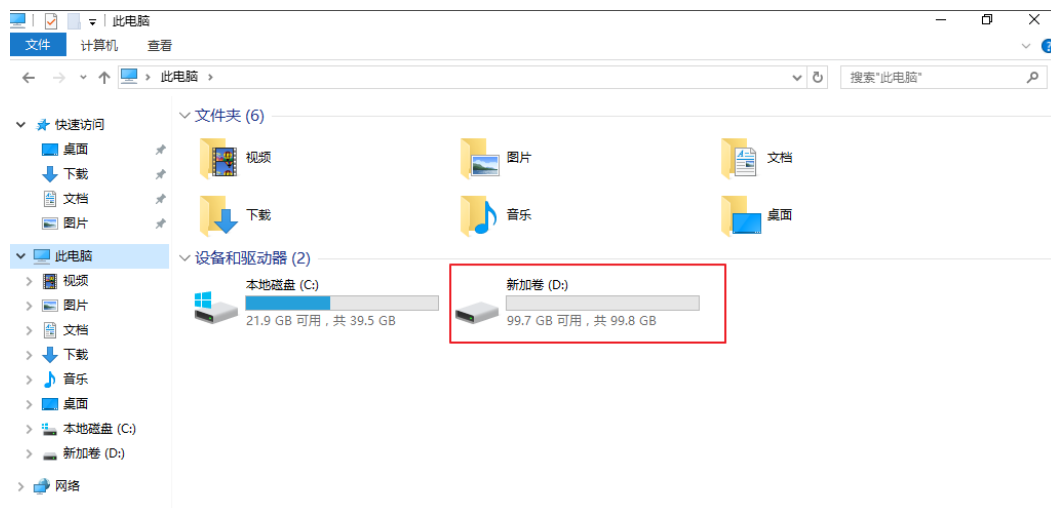 此电脑
文件 计算机 查看
此电脑 搜索"此电脑"
快速访问
桌面
下载
文档
图片
此电脑
视频
图片
文档
下载
音乐
桌面
本地磁盘 (C:)
新加卷 (D:)
网络
文件夹 (6)
视频 图片 文档
下载 音乐 桌面
设备和驱动器 (2)
本地磁盘 (C:) 新加卷 (D:)
21.9 GB 可用，共 39.5 GB 99.7 GB 可用，共 99.8 GB